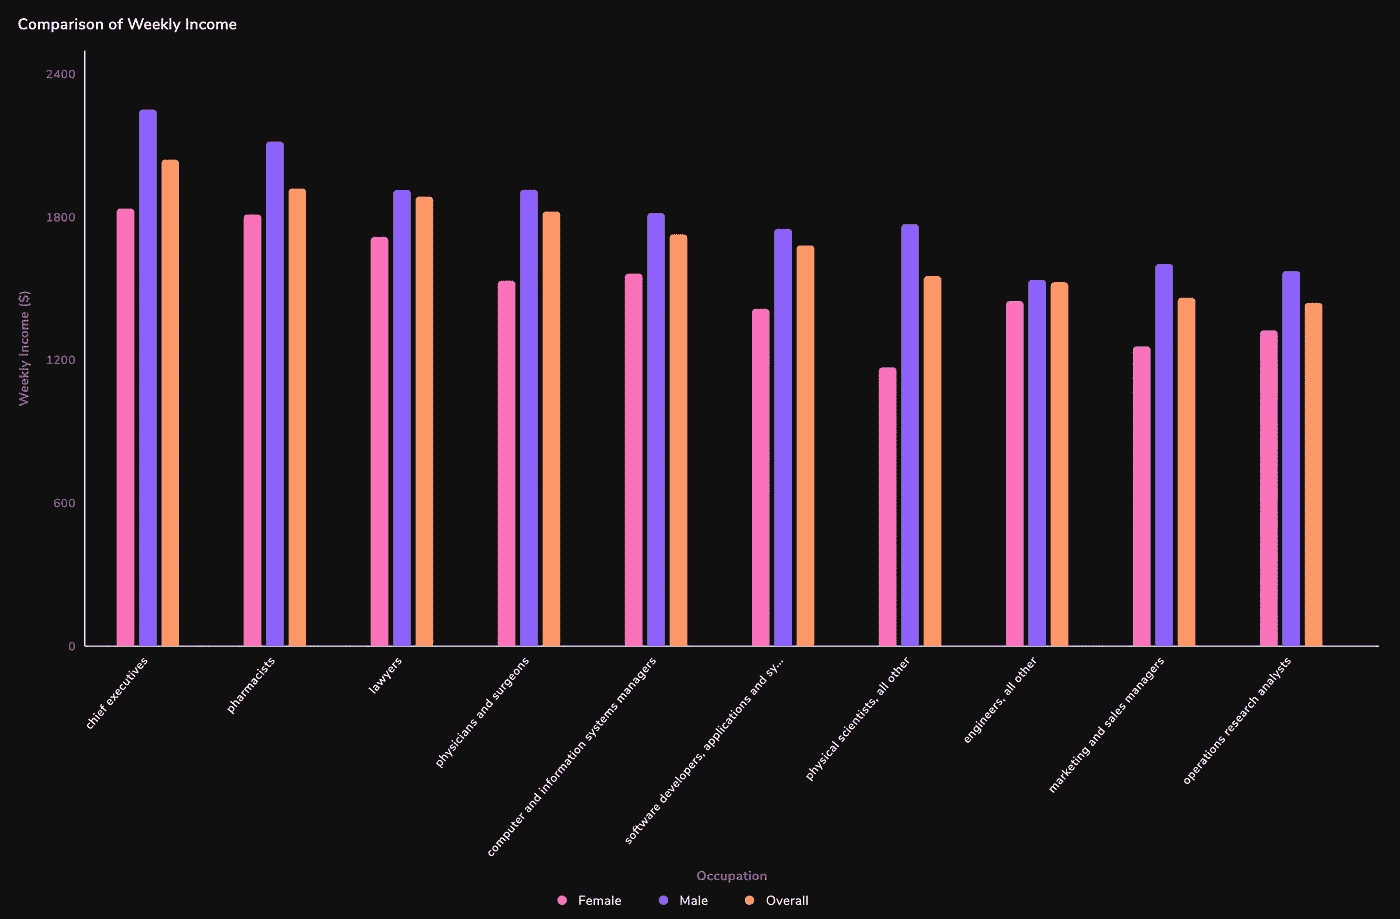 Comparison of Weekly Income
2400
1800
1200
600
0
Weekly Income ($)
chief executives
pharmacists
lawyers
physicians and surgeons
computer and information systems managers
software developers, applications and sy...
physical scientists, all other
engineers, all other
marketing and sales managers
operations research analysts
Occupation
Female
Male
Overall